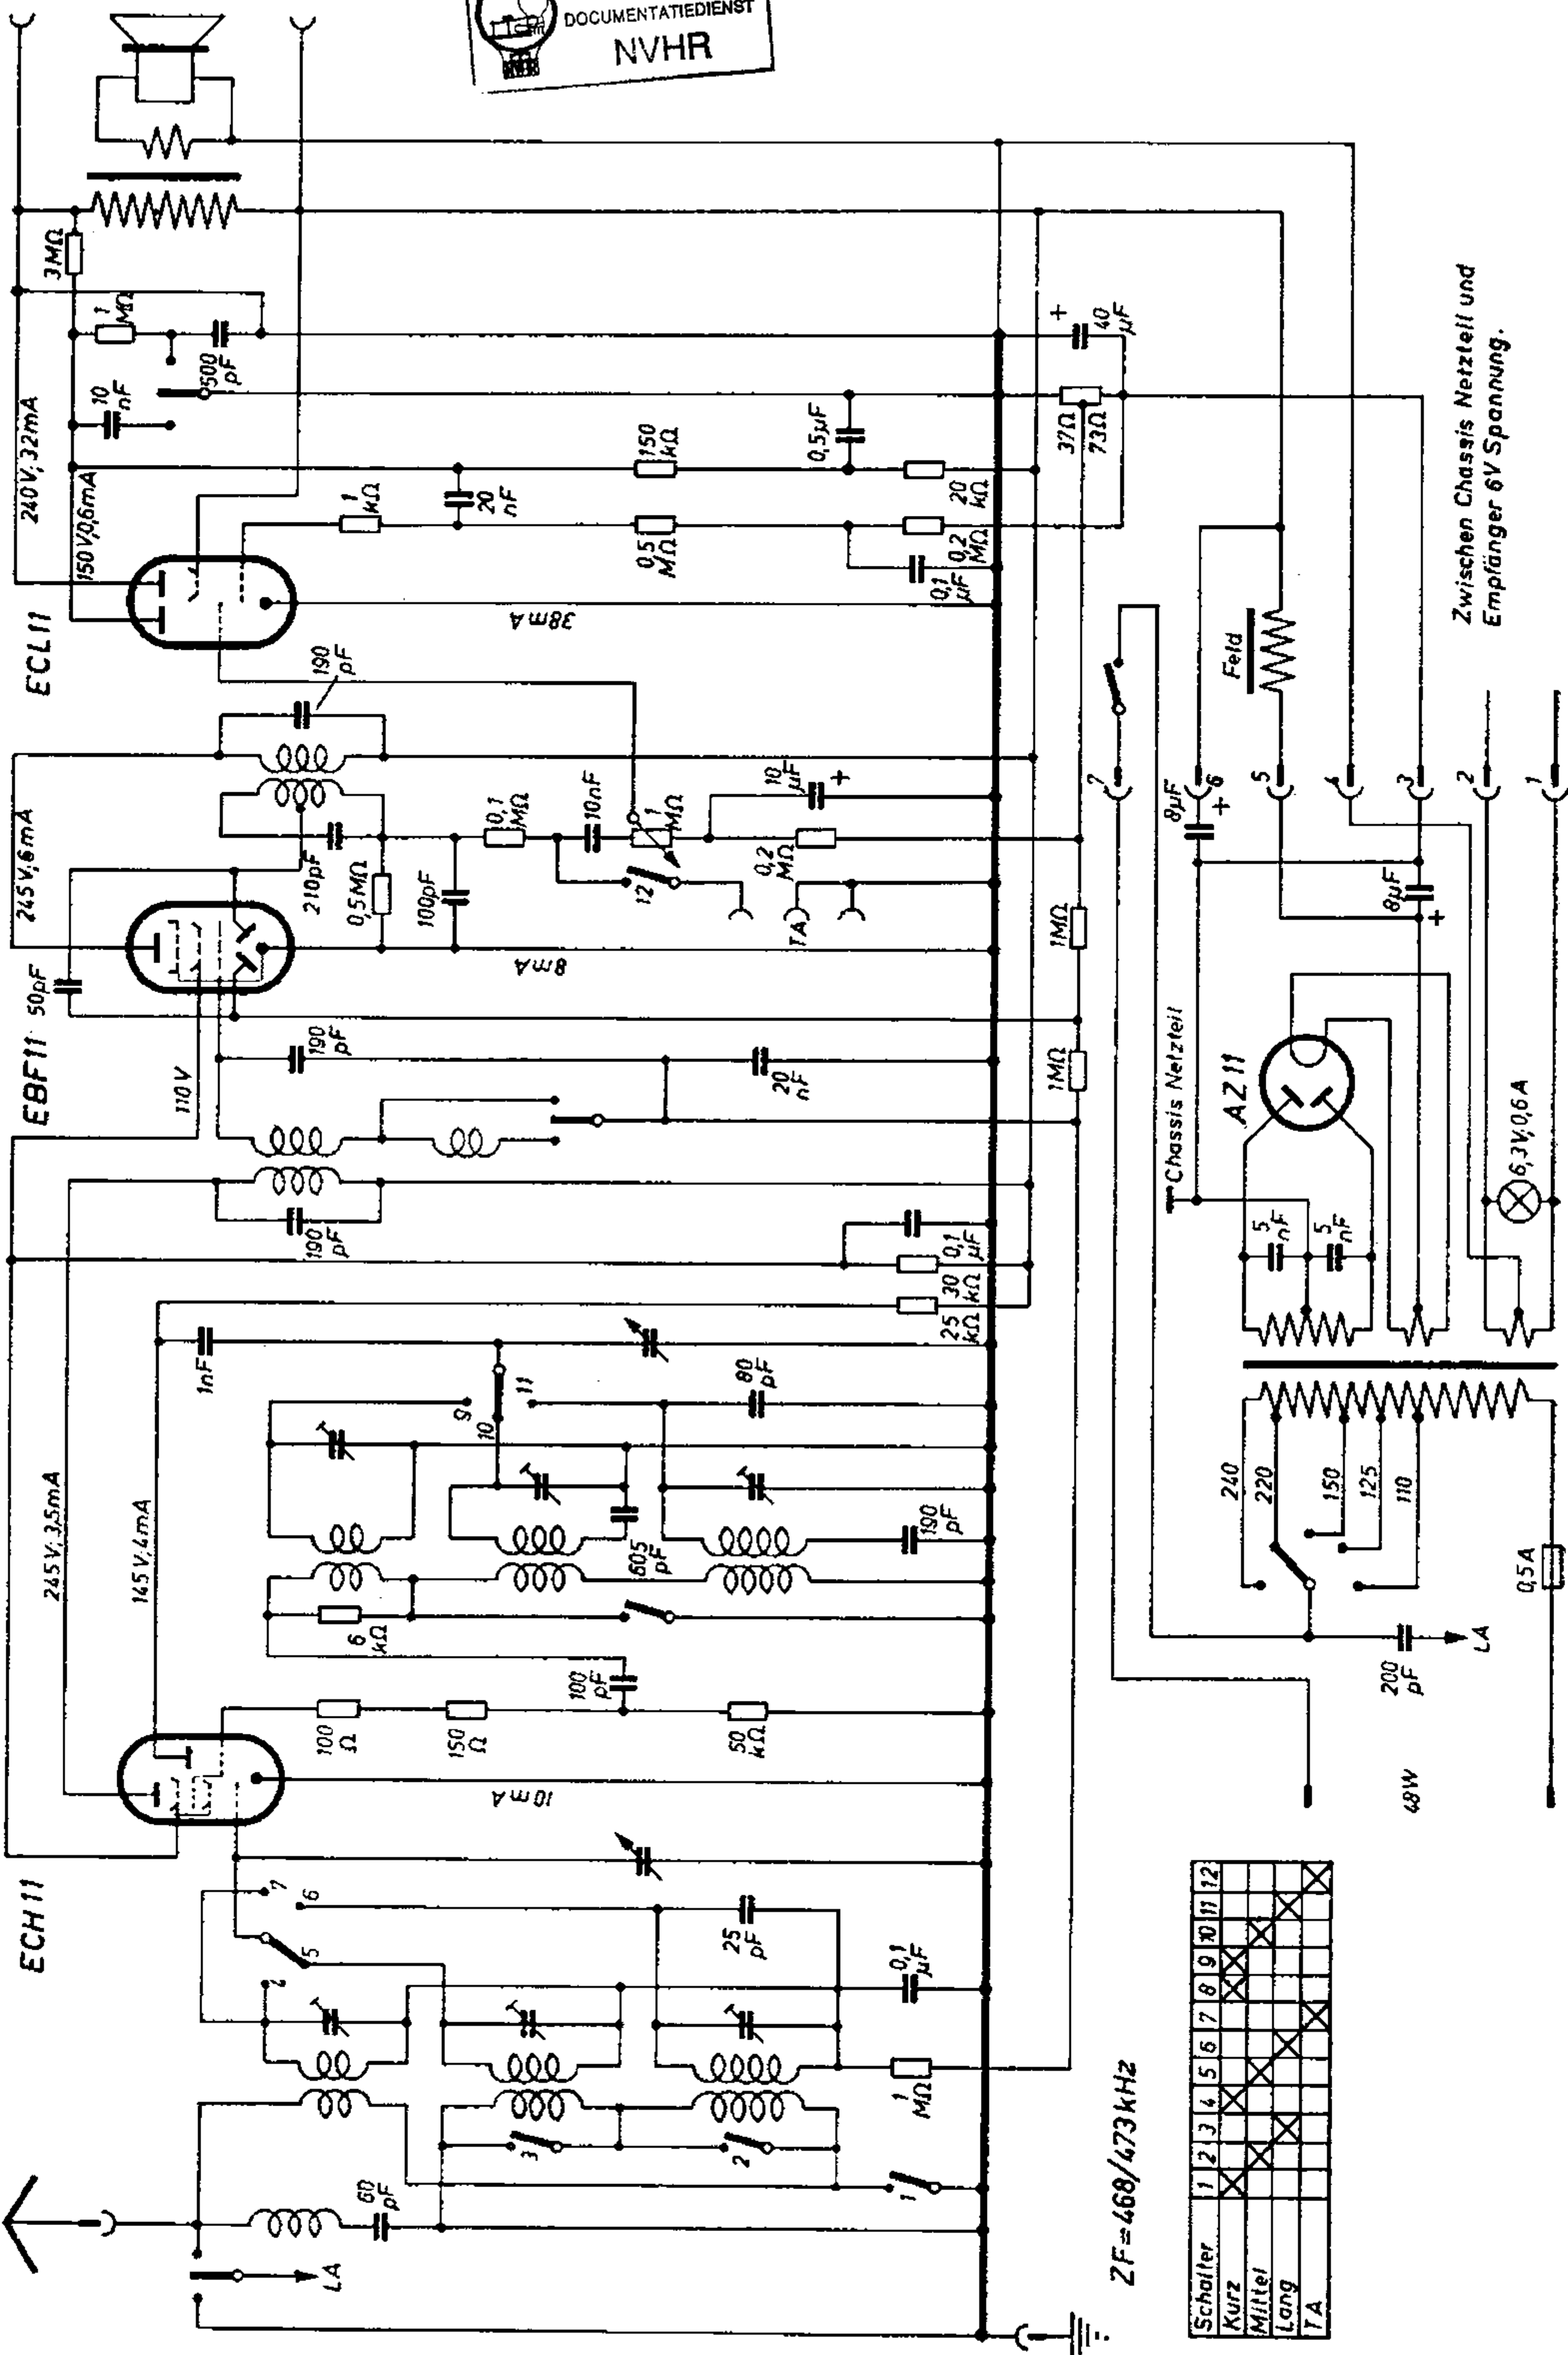 DOCUMENTATIEDIENST
NVHR
ECH11
EBF11
ECL11
AZ11
245V; 3,5mA
145V; 4mA
10mA
110V
50pF
245V; 6mA
8mA
240V; 32mA
150V; 0,6mA
38mA
LA
60 pF
1
2
3
4
5
6
7
25 pF
0,1 µF
1 MΩ
100 Ω
150 Ω
50 kΩ
100 pF
6 kΩ
605 pF
190 pF
9
10
11
80 pF
1nF
25 kΩ
30 kΩ
0,1 µF
190 pF
190 pF
20 nF
1MΩ
1MΩ
210pF
0,5MΩ
100pF
190 pF
0,1 MΩ
10nF
1 MΩ
12
0,2 MΩ
10 µF
+
TA
1 kΩ
20 nF
0,5 MΩ
150 kΩ
0,5µF
0,1 µF
0,2 MΩ
20 kΩ
10 nF
500 pF
1 MΩ
3MΩ
37Ω
73Ω
40 µF
+
ZF=468/473kHz
Schalter 1 2 3 4 5 6 7 8 9 10 11 12
Kurz
Mittel
Lang
TA
48W
200 pF
LA
0,5A
240
220
150
125
110
5 nF
5 nF
6,3V; 0,6A
Chassis Netzteil
8µF
+
8µF
+
Feld
7
6
5
4
3
2
1
Zwischen Chassis Netzteil und
Empfänger 6V Spannung.